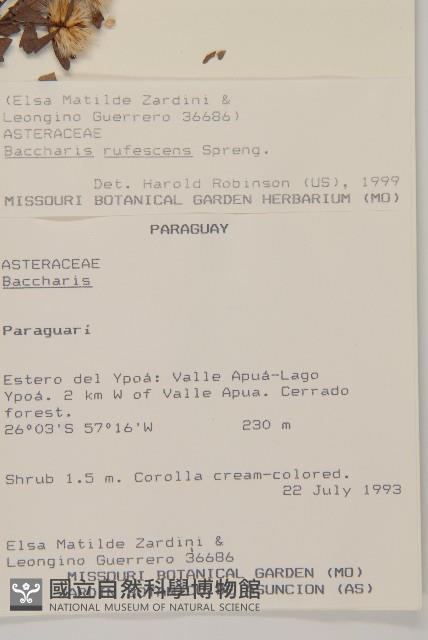 (Elsa Matilde Zardini &
Leongino Guerrero 36686)
ASTERACEAE
Baccharis rufescens Spreng.
Det. Harold Robinson (US), 1999
MISSOURI BOTANICAL GARDEN HERBARIUM (MO)
PARAGUAY
ASTERACEAE
Baccharis
Paraguarí
Estero del Ypoá: Valle Apuá-Lago
Ypoá. 2 km W of Valle Apua. Cerrado
forest.
26°03'S 57°16'W 230 m
Shrub 1.5 m. Corolla cream-colored.
22 July 1993
Elsa Matilde Zardini &
Leongino Guerrero 36686
MISSOURI BOTANICAL GARDEN (MO)
ASUNCION (AS)
國立自然科學博物館
NATIONAL MUSEUM OF NATURAL SCIENCE